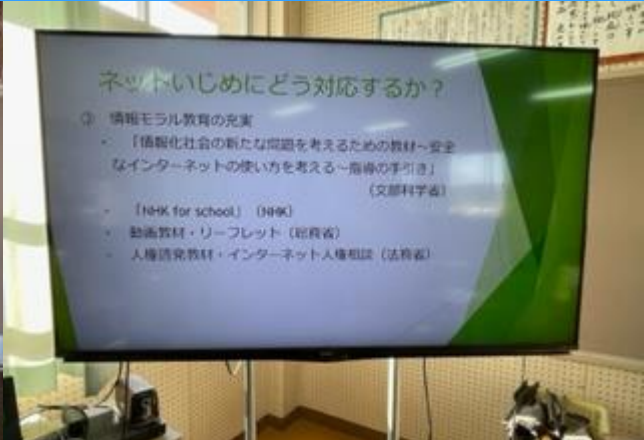 ネットいじめにどう対応するか？
③ 情報モラル教育の充実
・ 「情報化社会の新たな問題を考えるための教材～安全
なインターネットの使い方を考える～指導の手引き」
（文部科学省）
・ 「NHK for school」（NHK）
・ 動画教材・リーフレット（総務省）
・ 人権啓発教材・インターネット人権相談（法務省）